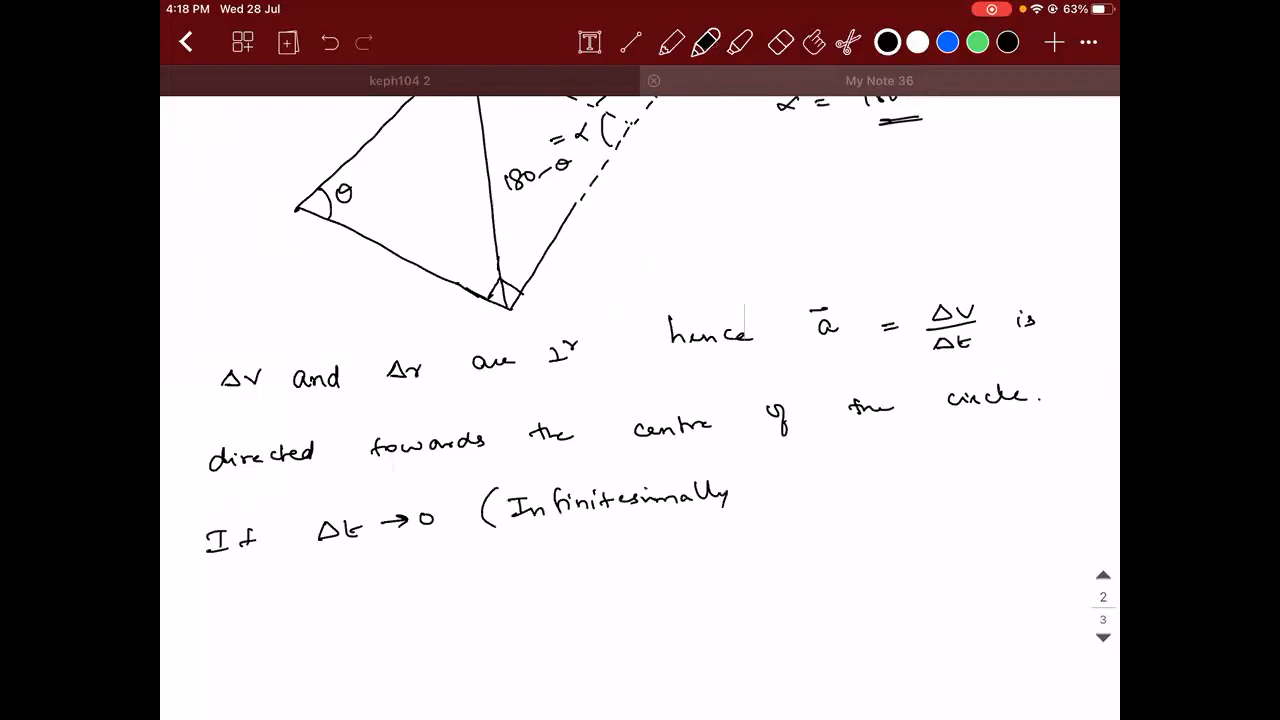 4:18 PM Wed 28 Jul
63%
keph104 2
My Note 36
α =
= α
180-θ
θ
ΔV and Δr are hence a = ΔV/Δt is
directed towards the centre of the circle.
If Δt → 0 (Infinitesimally
2
3